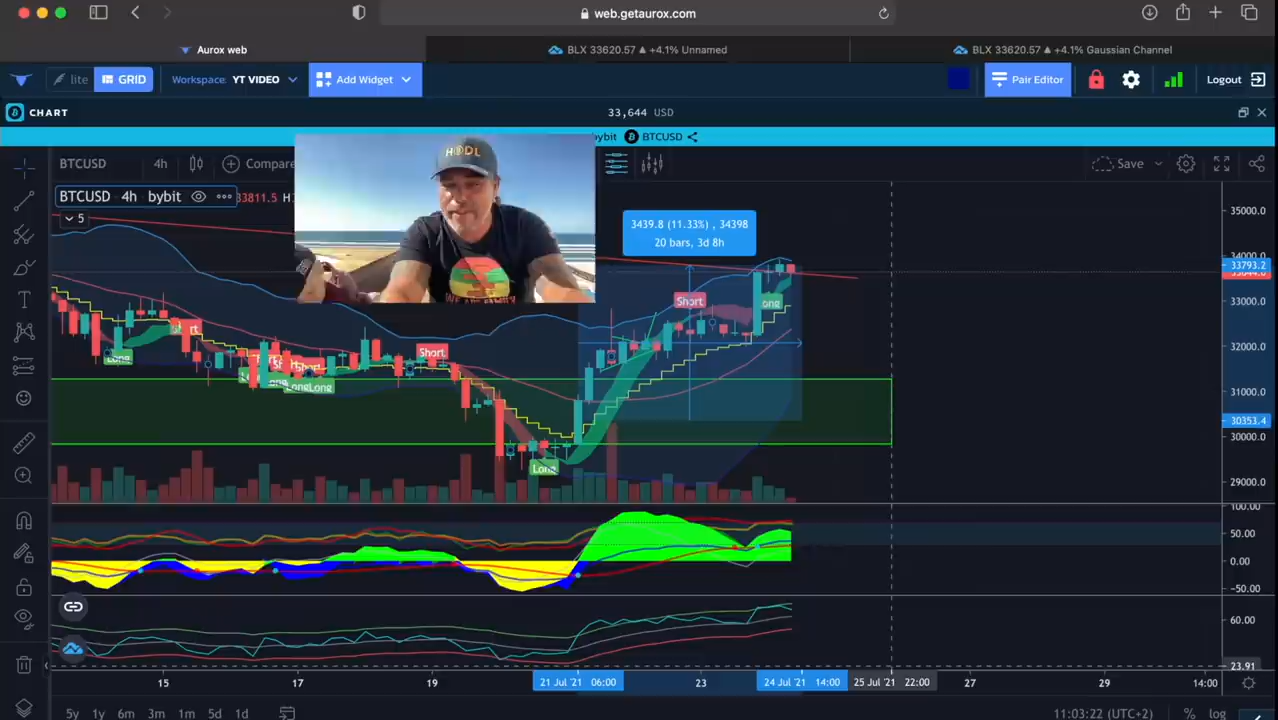 web.getaurox.com
Aurox web
BLX 33620.57 ▲ +4.1% Unnamed
BLX 33620.57 ▲ +4.1% Gaussian Channel
lite
GRID
Workspace: YT VIDEO
Add Widget
Pair Editor
Logout
CHART
33,644 USD
bybit BTCUSD
BTCUSD 4h
Compare
Save
BTCUSD 4h bybit
33811.5
5
HODL
3439.8 (11.33%) , 34398
20 bars, 3d 8h
Short
Long
Long
Short
Short
Long
35000.0
34000.0
33793.2
33000.0
32000.0
31000.0
30353.4
30000.0
29000.0
100.00
50.00
0.00
−50.00
60.00
23.91
15
17
19
21 Jul '21 06:00
23
24 Jul '21 14:00
25 Jul '21 22:00
27
29
14:00
5y 1y 6m 3m 1m 5d 1d
11:03:22 (UTC+2)
% log